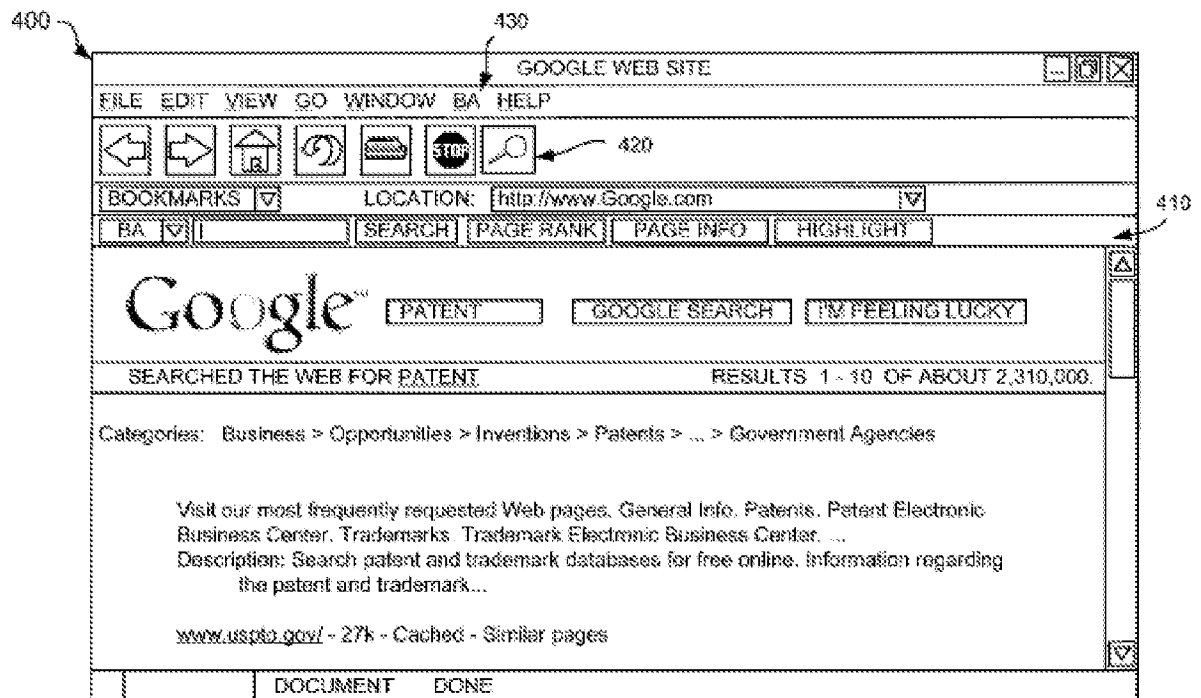 400 430
GOOGLE WEB SITE
FILE EDIT VIEW GO WINDOW BA HELP
STOP 420
BOOKMARKS LOCATION: http://www.Google.com
410
BA SEARCH PAGE RANK PAGE INFO HIGHLIGHT
Google™ PATENT GOOGLE SEARCH I'M FEELING LUCKY
SEARCHED THE WEB FOR PATENT RESULTS 1 - 10 OF ABOUT 2,310,000.
Categories: Business > Opportunities > Inventions > Patents > ... > Government Agencies
Visit our most frequently requested Web pages. General Info. Patents. Patent Electronic
Business Center. Trademarks. Trademark Electronic Business Center. ...
Description: Search patent and trademark databases for free online. Information regarding
the patent and trademark...
www.uspto.gov/ - 27k - Cached - Similar pages
DOCUMENT DONE